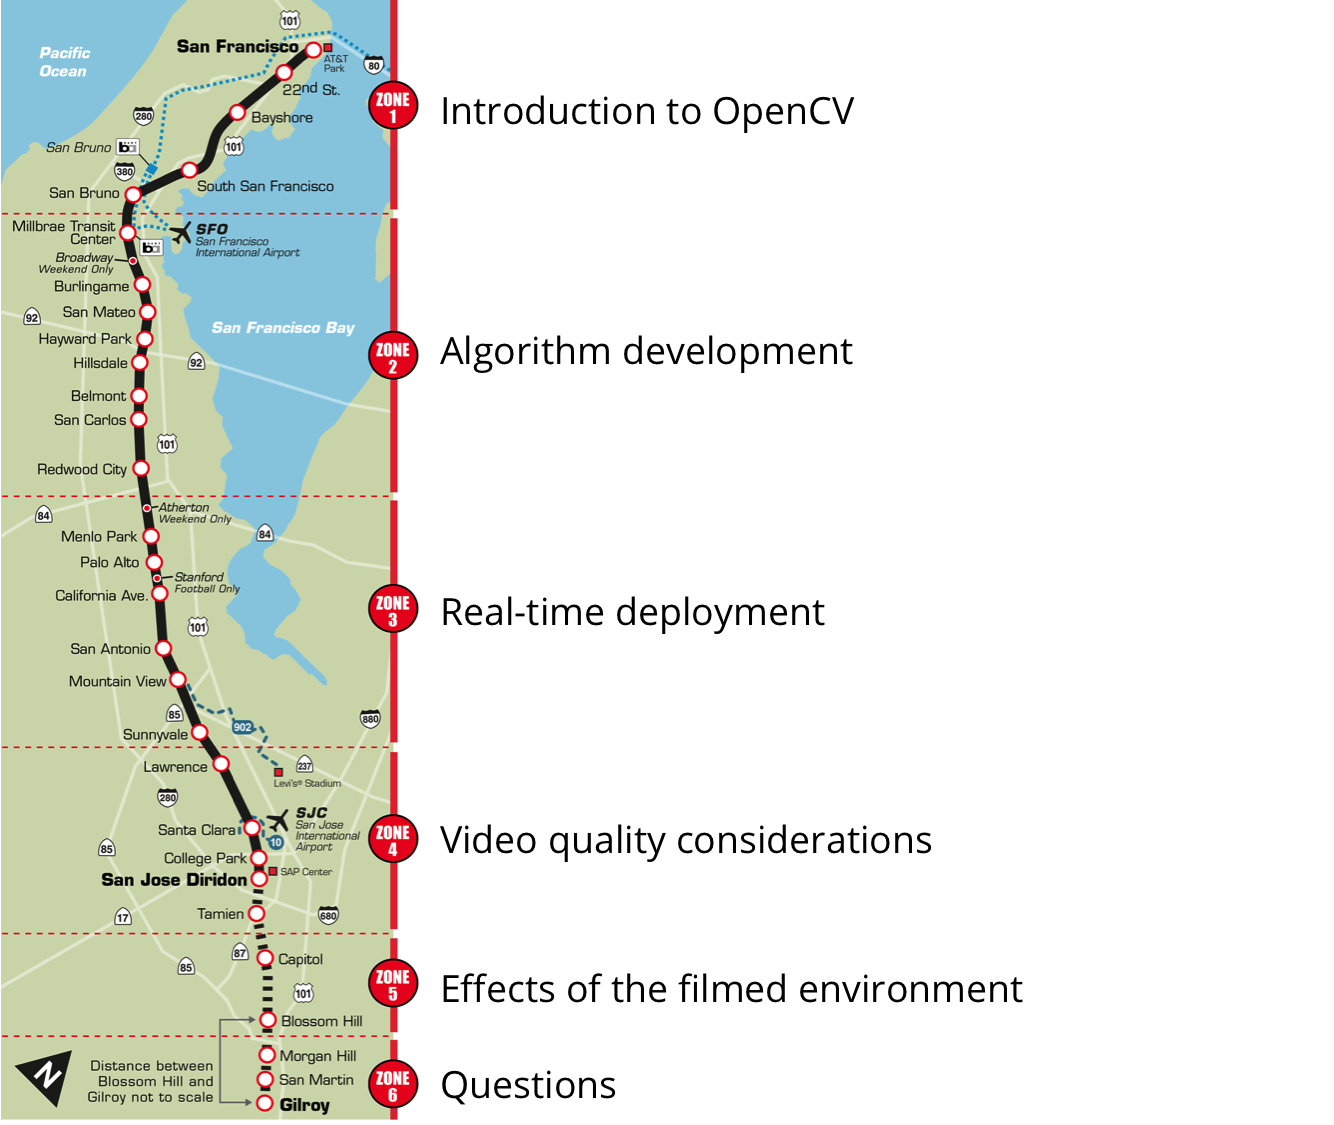 101
San Francisco
Pacific
Ocean
AT&T
Park
80
22nd St.
ZONE
1
Introduction to OpenCV
280
Bayshore
San Bruno
ba
101
380
South San Francisco
San Bruno
Millbrae Transit
Center
SFO
San Francisco
International Airport
ba
Broadway
Weekend Only
Burlingame
San Mateo
92
San Francisco Bay
Hayward Park
ZONE
2
Algorithm development
Hillsdale
92
Belmont
San Carlos
101
Redwood City
84
Atherton
Weekend Only
Menlo Park
84
Palo Alto
Stanford
Football Only
California Ave.
ZONE
3
Real-time deployment
101
San Antonio
Mountain View
85
902
880
Sunnyvale
Lawrence
237
Levi's® Stadium
280
SJC
San Jose
International
Airport
Santa Clara
10
ZONE
4
Video quality considerations
85
College Park
SAP Center
San Jose Diridon
17
Tamien
680
87
Capitol
85
ZONE
5
Effects of the filmed environment
101
Blossom Hill
N
Distance between
Blossom Hill and
Gilroy not to scale
Morgan Hill
San Martin
Gilroy
ZONE
6
Questions